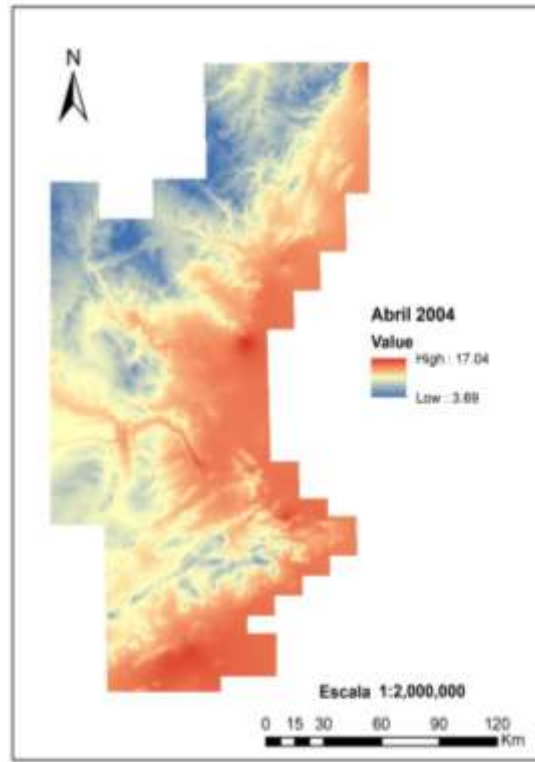 N
Abril 2004
Value
High : 17.04
Low : 3.69
Escala 1:2,000,000
0 15 30 60 90 120
Km